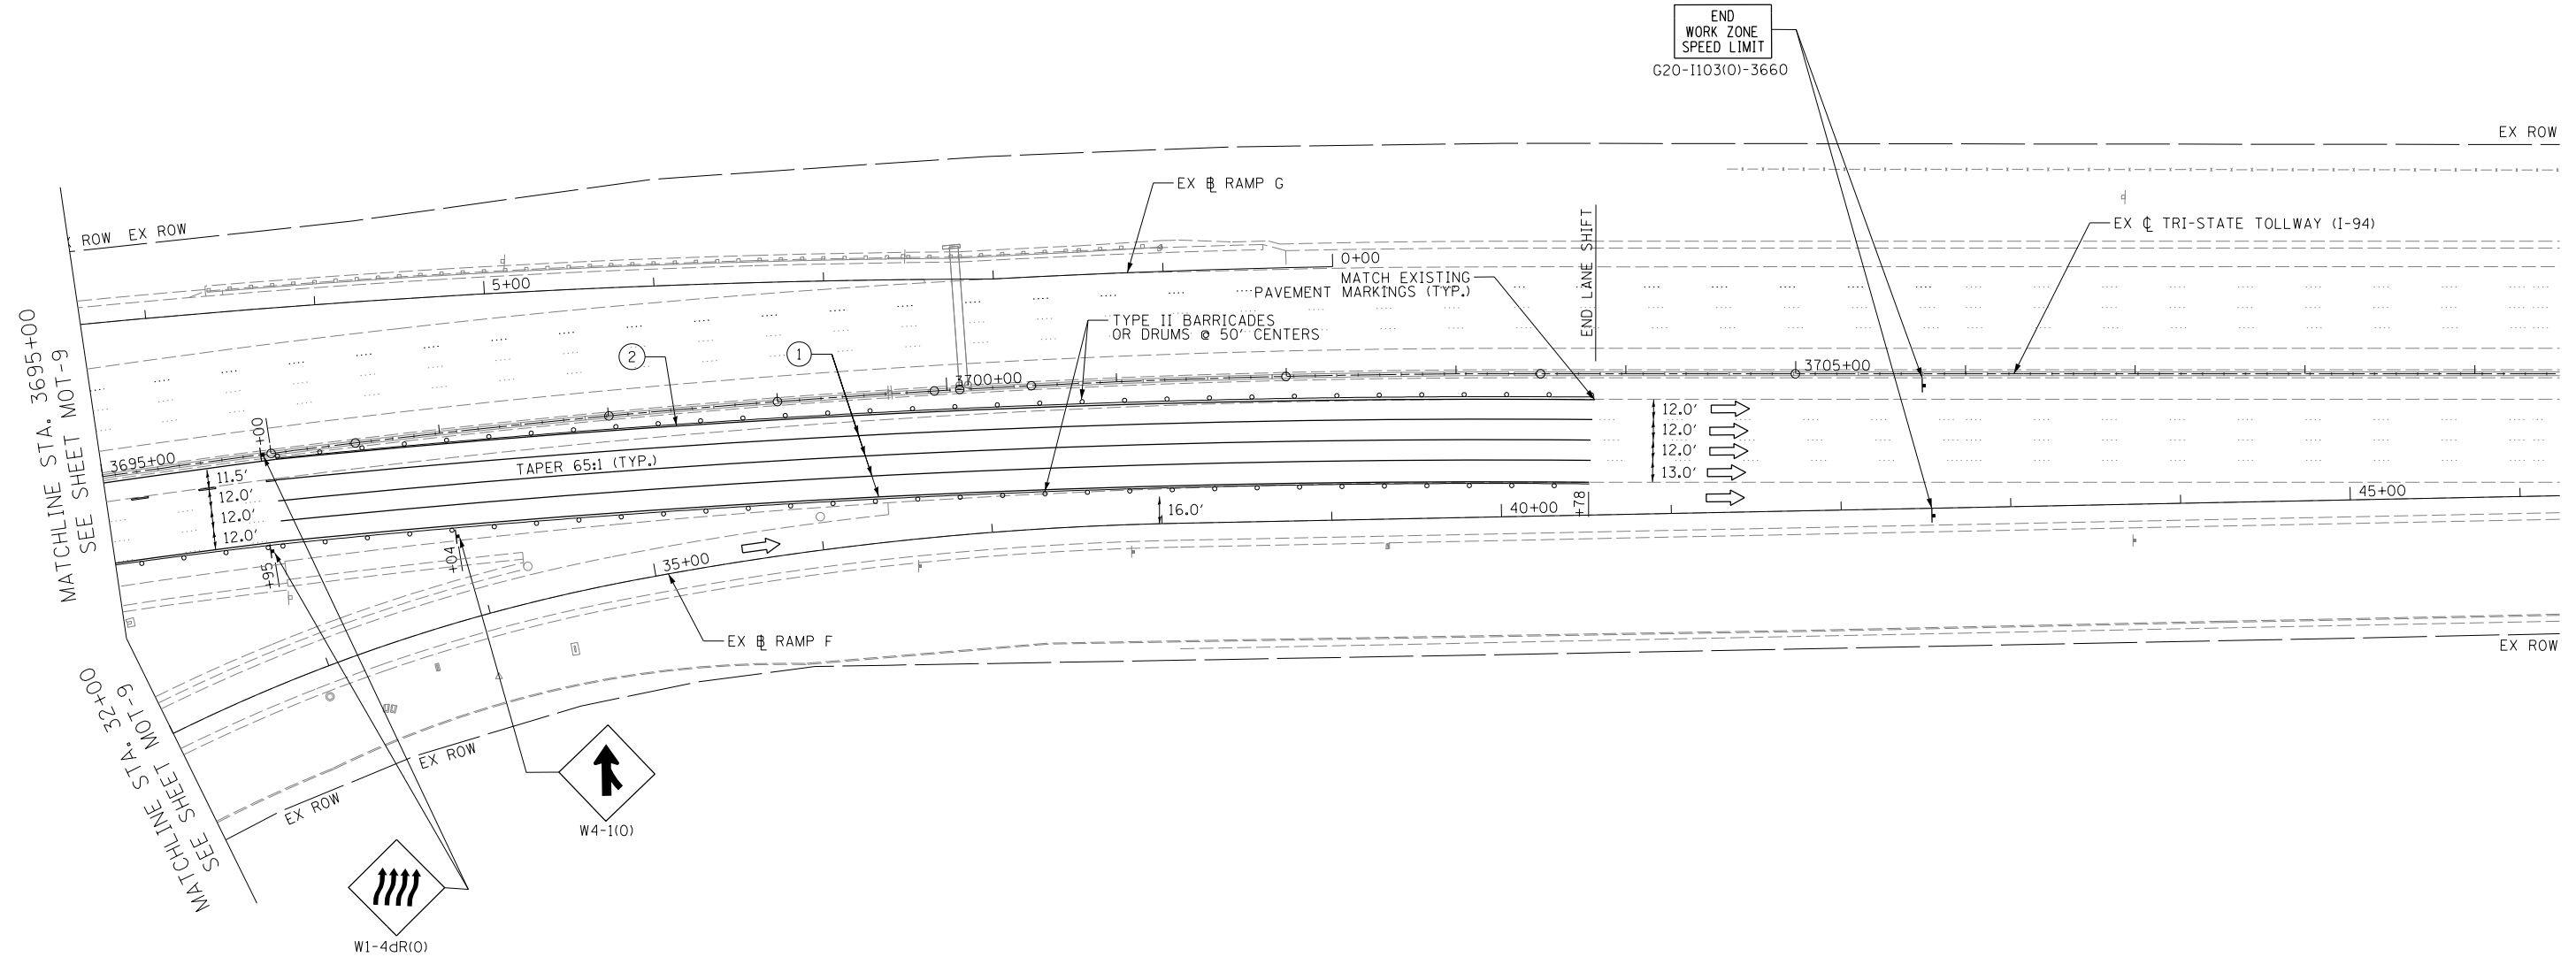 END
WORK ZONE
SPEED LIMIT
G20-I103(O)-3660
EX ROW
ROW EX ROW
EX ℄ RAMP G
EX ℄ TRI-STATE TOLLWAY (I-94)
END LANE SHIFT
0+00
5+00
MATCH EXISTING
PAVEMENT MARKINGS (TYP.)
TYPE II BARRICADES
OR DRUMS @ 50' CENTERS
2
1
3700+00
3705+00
MATCHLINE STA. 3695+00
SEE SHEET MOT-9
+00
3695+00
11.5'
12.0'
12.0'
12.0'
TAPER 65:1 (TYP.)
12.0'
12.0'
12.0'
13.0'
16.0'
40+00
+78
45+00
+95
+04
35+00
EX ℄ RAMP F
EX ROW
MATCHLINE STA. 32+00
SEE SHEET MOT-9
EX ROW
EX ROW
W4-1(O)
W1-4dR(O)